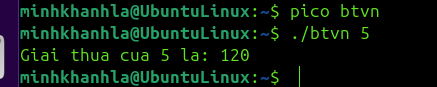 minhkhanhla@UbuntuLinux:~$ pico btvn
minhkhanhla@UbuntuLinux:~$ ./btvn 5
Giai thua cua 5 la: 120
minhkhanhla@UbuntuLinux:~$